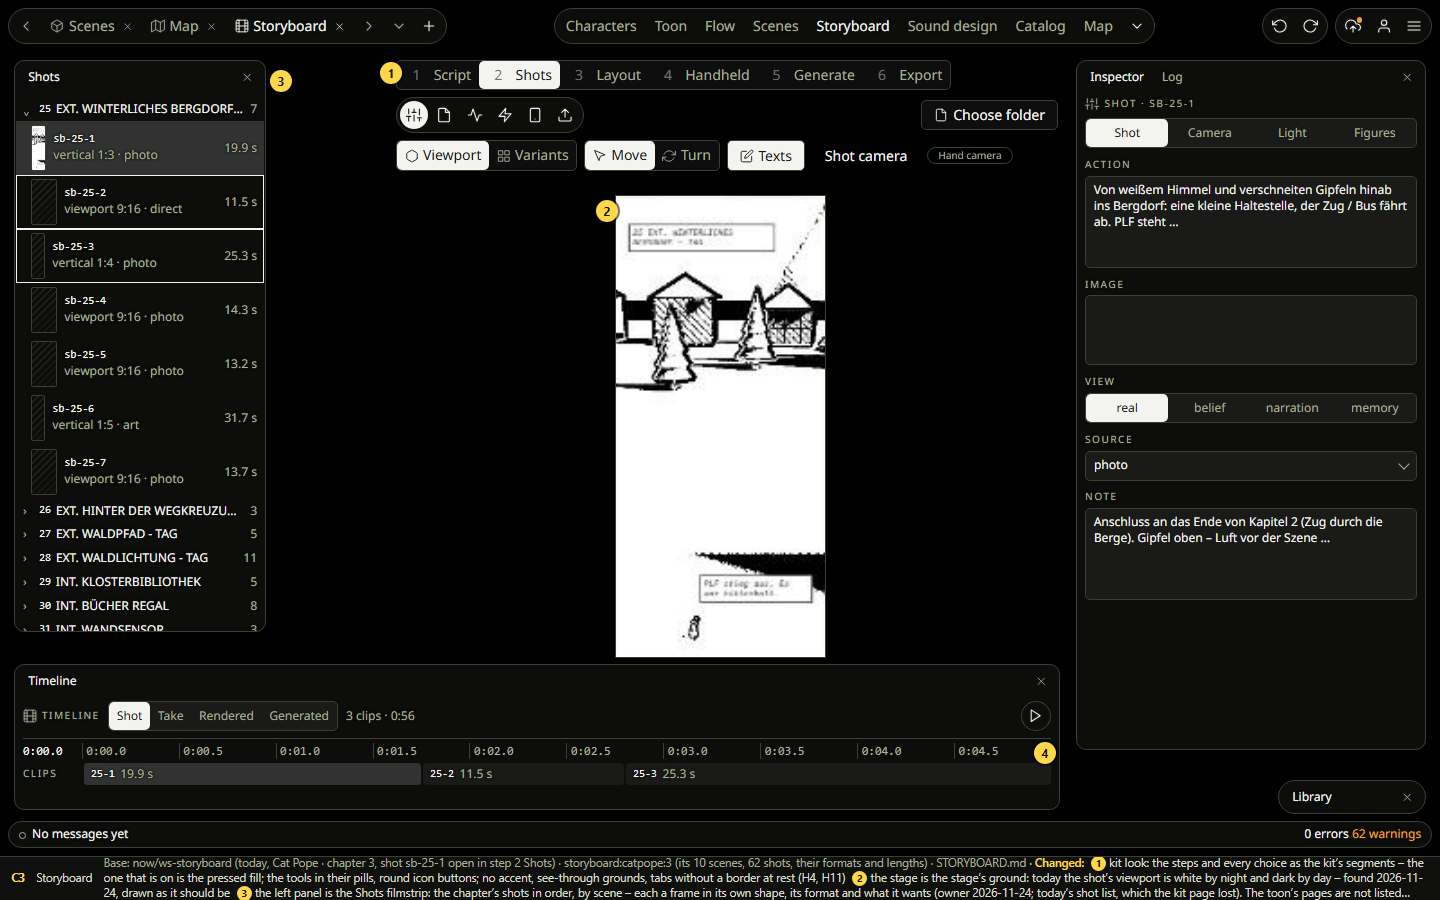 Scenes × Map × Storyboard ×
Characters Toon Flow Scenes Storyboard Sound design Catalog Map
Shots ×
3
1
1 Script 2 Shots 3 Layout 4 Handheld 5 Generate 6 Export
Choose folder
Viewport Variants Move Turn Texts Shot camera Hand camera
25 EXT. WINTERLICHES BERGDORF... 7
sb-25-1
vertical 1:3 · photo 19.9 s
sb-25-2
viewport 9:16 · direct 11.5 s
sb-25-3
vertical 1:4 · photo 25.3 s
sb-25-4
viewport 9:16 · photo 14.3 s
sb-25-5
viewport 9:16 · photo 13.2 s
sb-25-6
vertical 1:5 · art 31.7 s
sb-25-7
viewport 9:16 · photo 13.7 s
26 EXT. HINTER DER WEGKREUZU... 3
27 EXT. WALDPFAD - TAG 5
28 EXT. WALDLICHTUNG - TAG 11
29 INT. KLOSTERBIBLIOTHEK 5
30 INT. BÜCHER REGAL 8
31 INT. WANDSENSOR 3
2
25 EXT. WINTERLICHES
BERGDORF - TAG
PLF stieg aus. Es
war
Inspector Log ×
SHOT · SB-25-1
Shot Camera Light Figures
ACTION
Von weißem Himmel und verschneiten Gipfeln hinab
ins Bergdorf: eine kleine Haltestelle, der Zug / Bus fährt
ab. PLF steht ...
IMAGE
VIEW
real belief narration memory
SOURCE
photo
NOTE
Anschluss an das Ende von Kapitel 2 (Zug durch die
Berge). Gipfel oben – Luft vor der Szene ...
Timeline ×
TIMELINE Shot Take Rendered Generated 3 clips · 0:56
0:00.0 0:00.0 0:00.5 0:01.0 0:01.5 0:02.0 0:02.5 0:03.0 0:03.5 0:04.0 0:04.5 4
CLIPS 25-1 19.9 s 25-2 11.5 s 25-3 25.3 s
Library ×
No messages yet 0 errors 62 warnings
C3 Storyboard
Base: now/ws-storyboard (today, Cat Pope · chapter 3, shot sb-25-1 open in step 2 Shots) · storyboard:catpope:3 (its 10 scenes, 62 shots, their formats and lengths) · STORYBOARD.md · Changed: 1 kit look: the steps and every choice as the kit's segments – the
one that is on is the pressed fill; the tools in their pills, round icon buttons; no accent, see-through grounds, tabs without a border at rest (H4, H11) 2 the stage is the stage's ground: today the shot's viewport is white by night and dark by day – found 2026-11-
24, drawn as it should be 3 the left panel is the Shots filmstrip: the chapter's shots in order, by scene – each a frame in its own shape, its format and what it wants (owner 2026-11-24; today's shot list, which the kit page lost). The toon's pages are not listed...